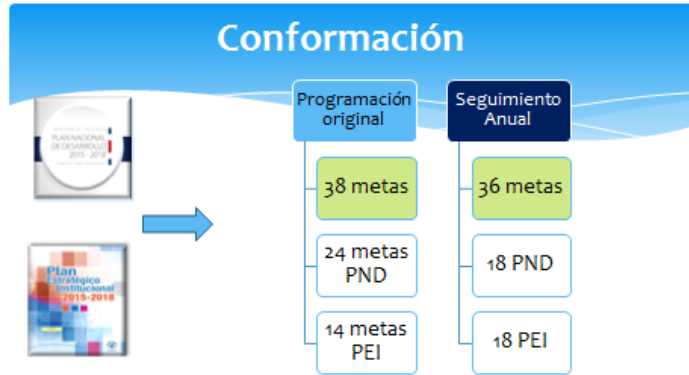 Conformación
Programación
original
Seguimiento
Anual
PLAN NACIONAL
DE DESARROLLO
2015 - 2018
38 metas
36 metas
24 metas
PND
18 PND
Plan
Estratégico
Institucional
2015-2018
14 metas
PEI
18 PEI